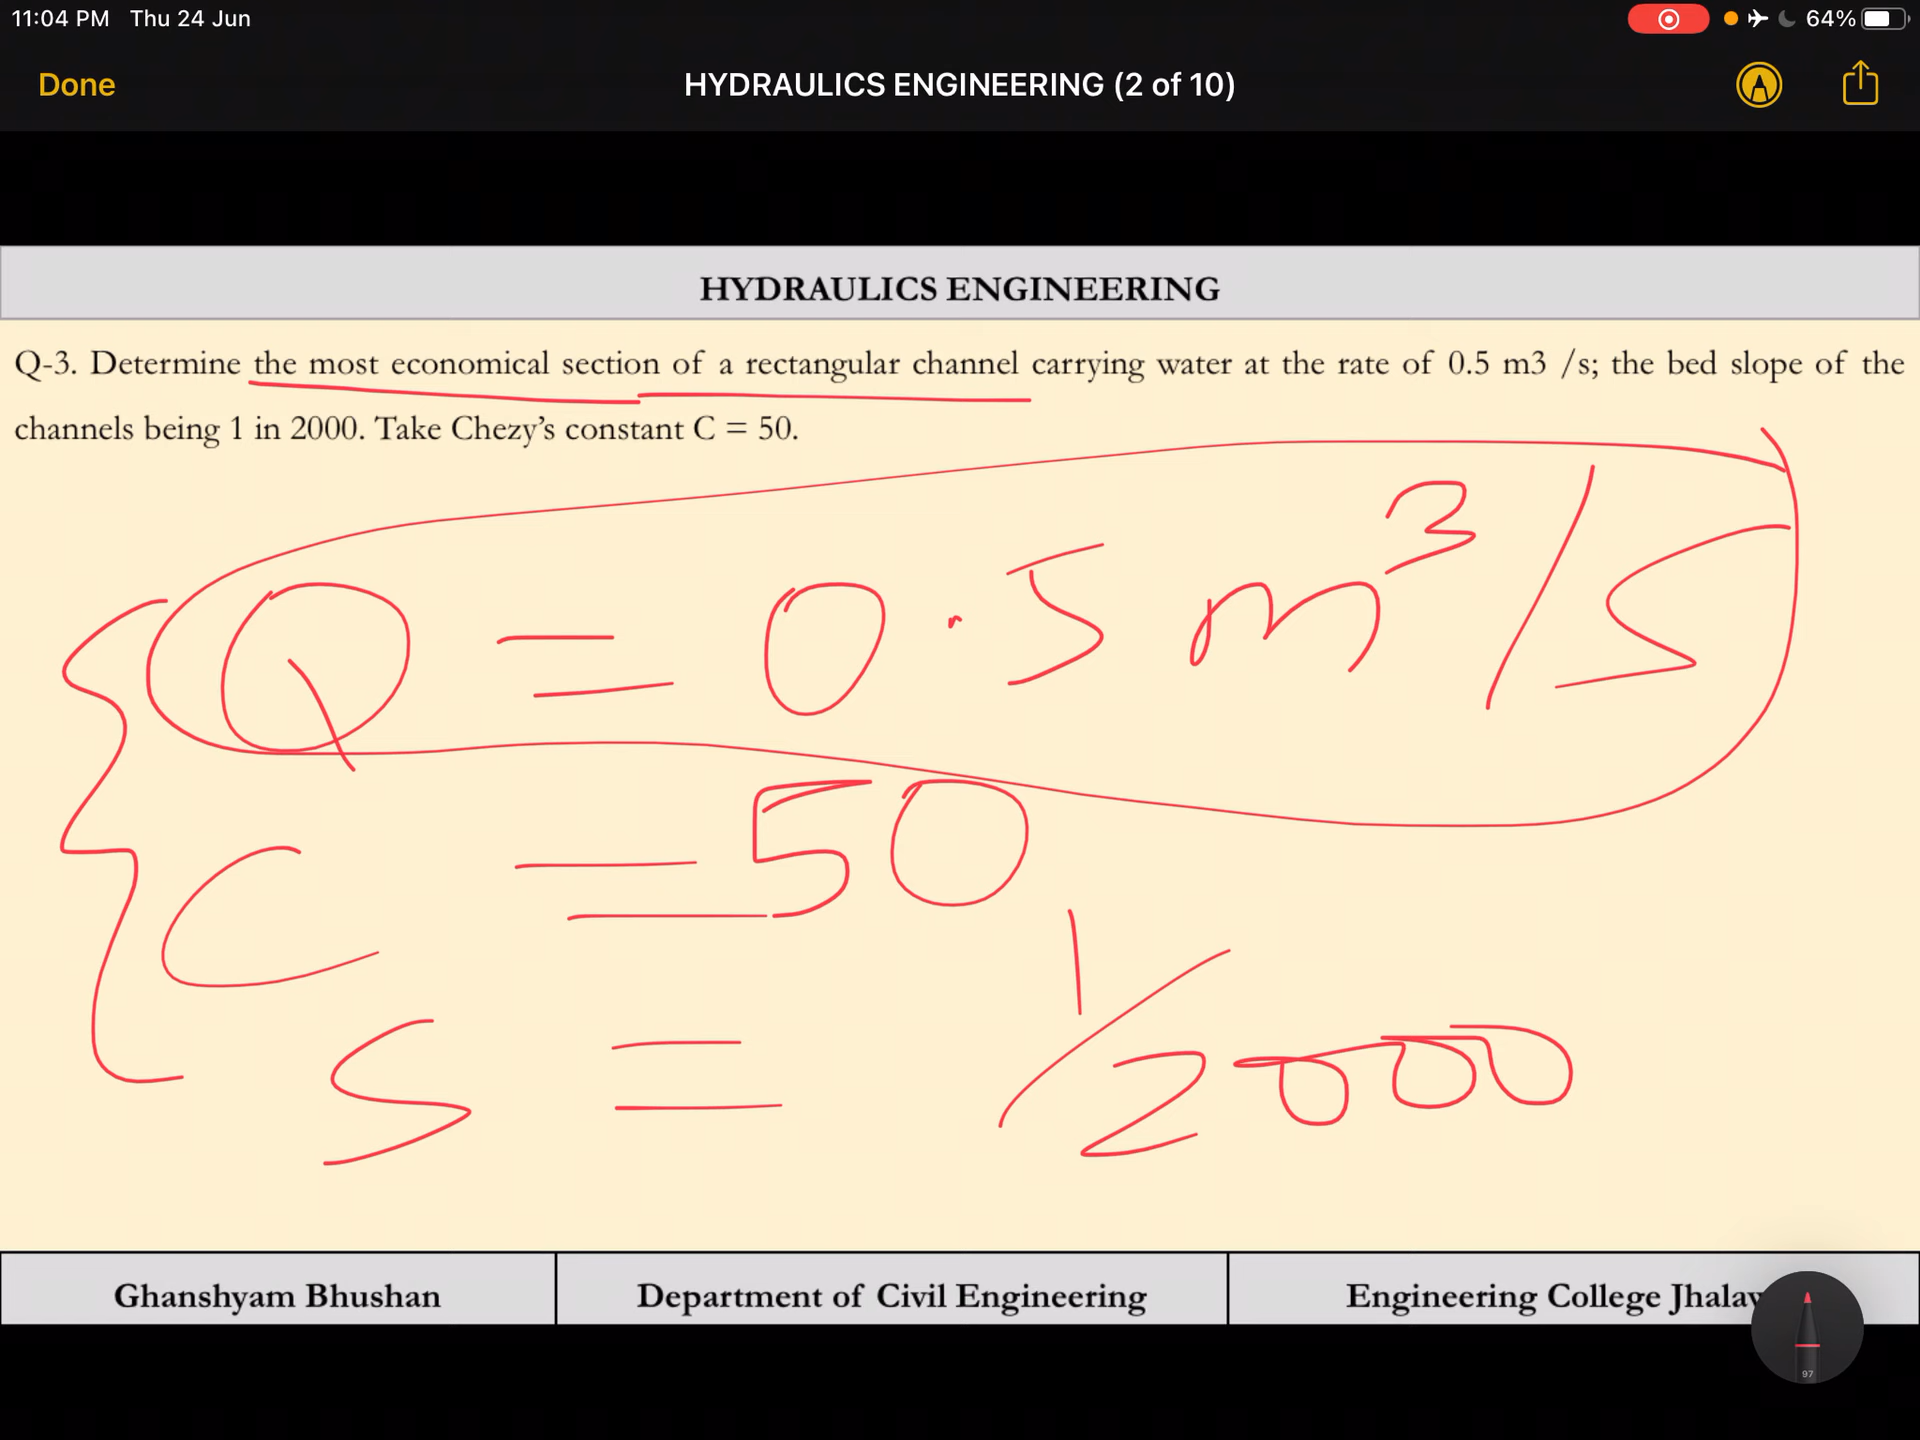 11:04 PM Thu 24 Jun 64%
Done HYDRAULICS ENGINEERING (2 of 10)
HYDRAULICS ENGINEERING
Q-3. Determine the most economical section of a rectangular channel carrying water at the rate of 0.5 m3 /s; the bed slope of the
channels being 1 in 2000. Take Chezy’s constant C = 50.
Q = 0.5 m³/s
C = 50
S = 1/2000
Ghanshyam Bhushan Department of Civil Engineering Engineering College Jhalaw
97